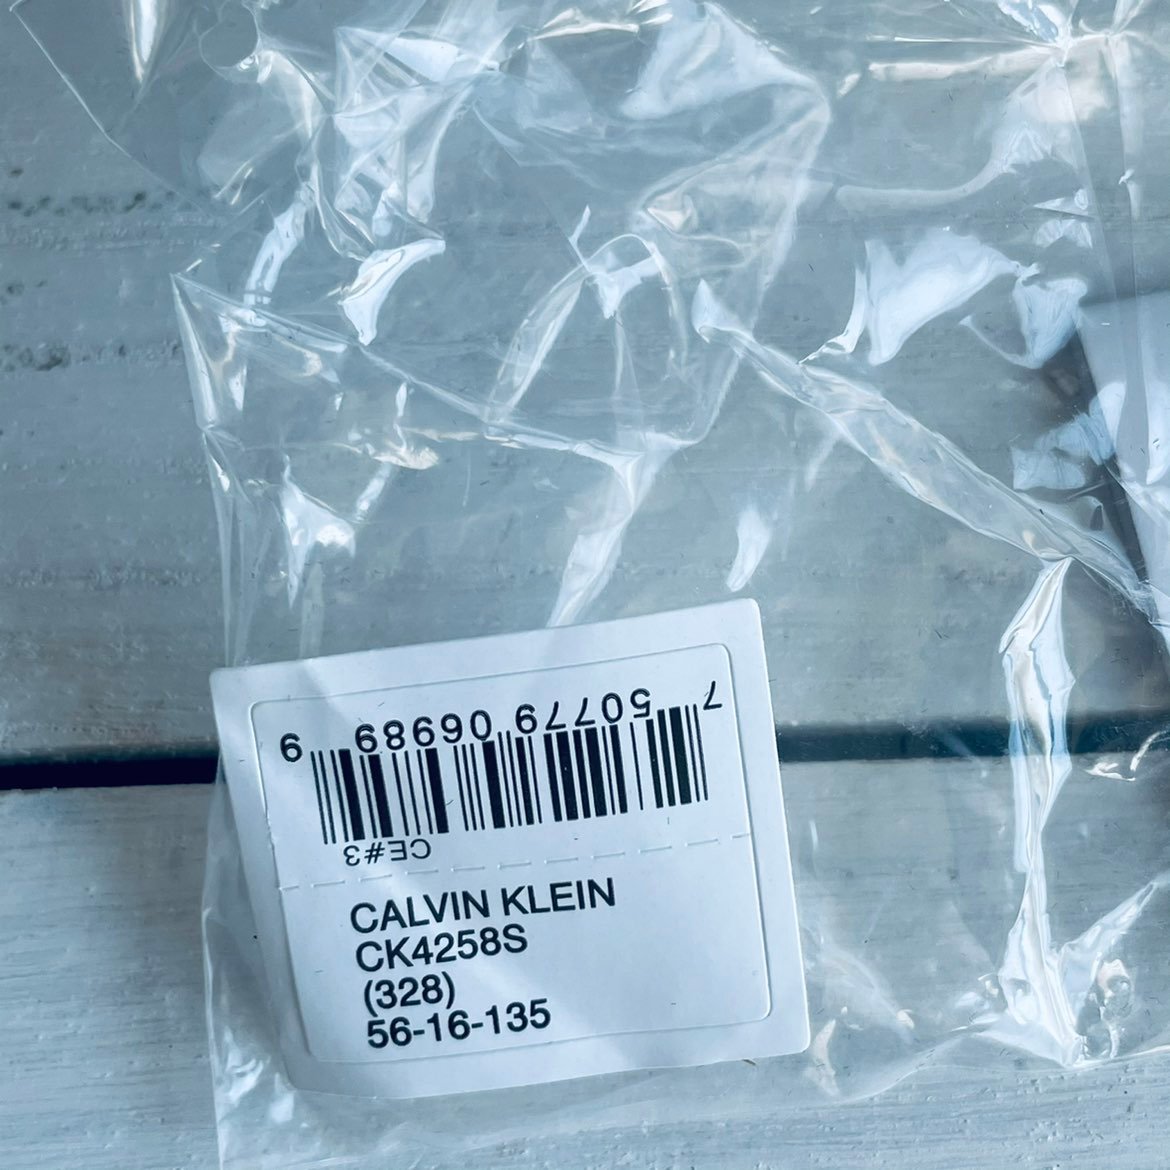 7 50779 06989 9
CE#3
CALVIN KLEIN
CK4258S
(328)
56-16-135